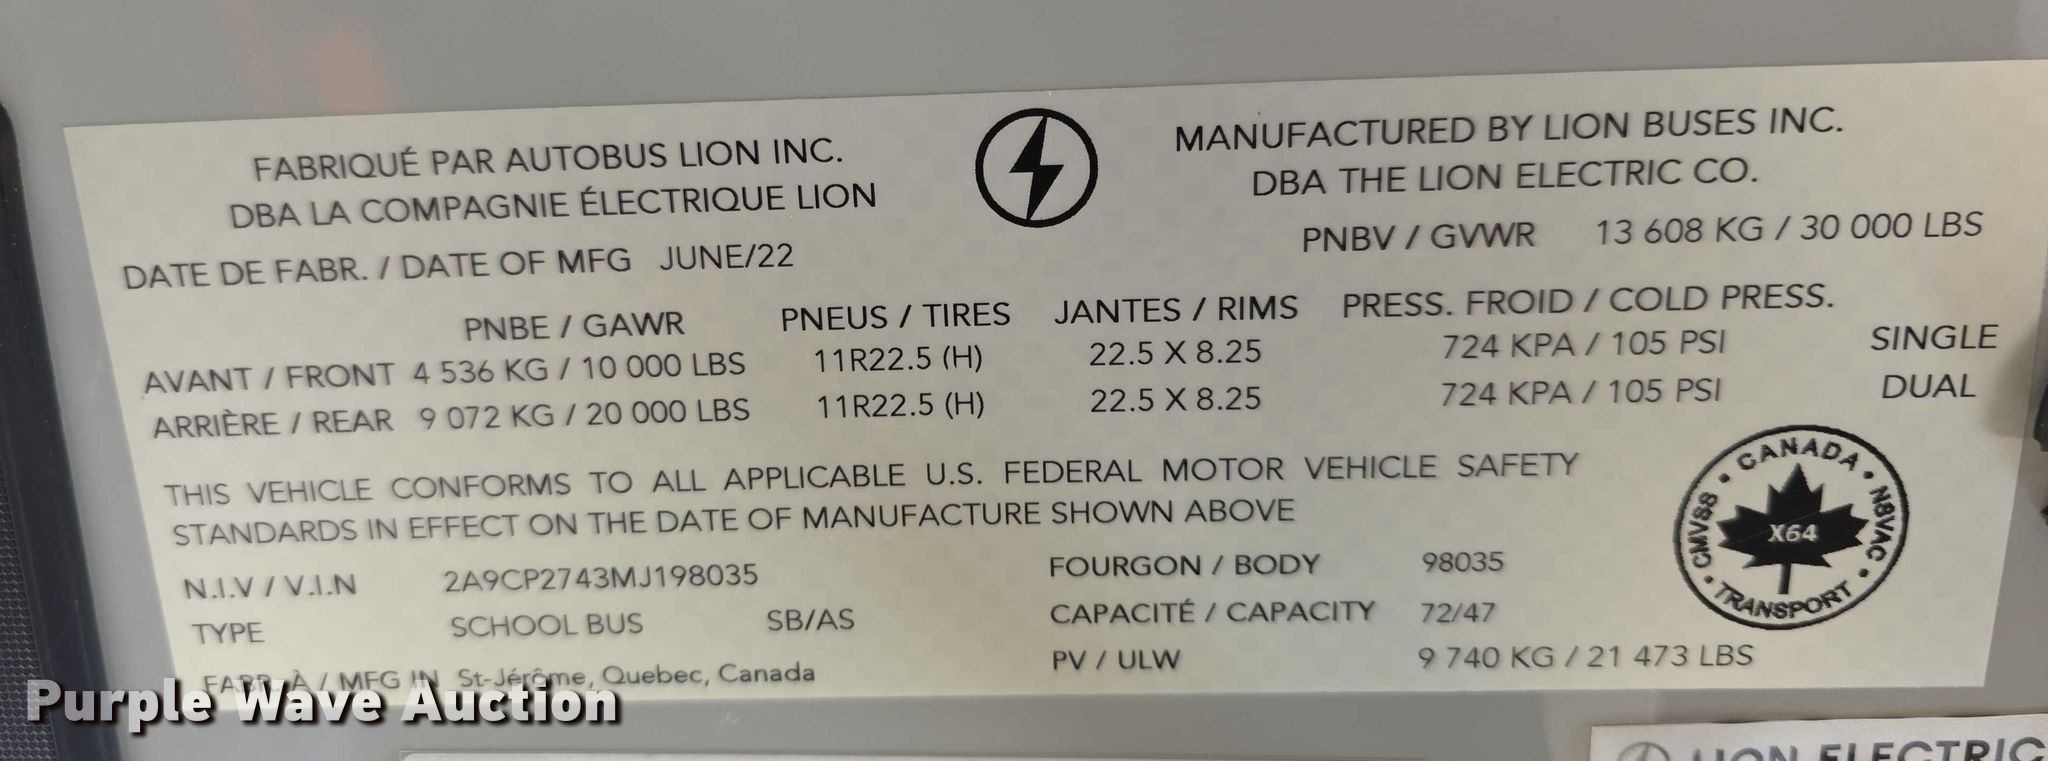 FABRIQUÉ PAR AUTOBUS LION INC.
DBA LA COMPAGNIE ÉLECTRIQUE LION
MANUFACTURED BY LION BUSES INC.
DBA THE LION ELECTRIC CO.
DATE DE FABR. / DATE OF MFG JUNE/22
PNBV / GVWR 13 608 KG / 30 000 LBS
PNBE / GAWR PNEUS / TIRES JANTES / RIMS PRESS. FROID / COLD PRESS.
AVANT / FRONT 4 536 KG / 10 000 LBS 11R22.5 (H) 22.5 X 8.25 724 KPA / 105 PSI SINGLE
ARRIÈRE / REAR 9 072 KG / 20 000 LBS 11R22.5 (H) 22.5 X 8.25 724 KPA / 105 PSI DUAL
THIS VEHICLE CONFORMS TO ALL APPLICABLE U.S. FEDERAL MOTOR VEHICLE SAFETY
STANDARDS IN EFFECT ON THE DATE OF MANUFACTURE SHOWN ABOVE
N.I.V / V.I.N 2A9CP2743MJ198035
FOURGON / BODY 98035
TYPE SCHOOL BUS SB/AS
CAPACITÉ / CAPACITY 72/47
FABR. À / MFG IN St-Jérôme, Quebec, Canada
PV / ULW 9 740 KG / 21 473 LBS
CANADA • NSVAC • TRANSPORT • CMVSS •
X64
Purple Wave Auction
LION ELECTRIC